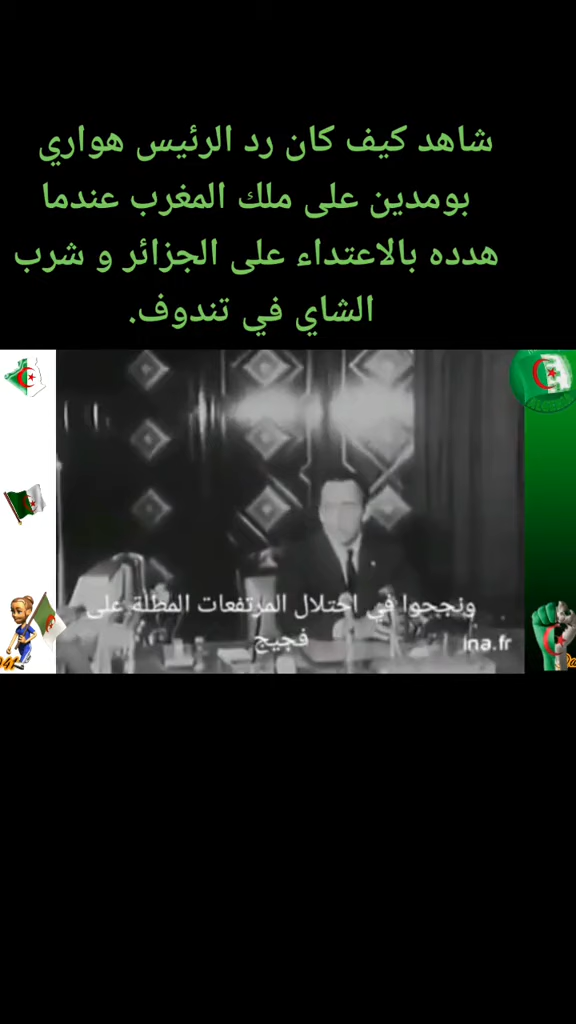 شاهد كيف كان رد الرئيس هواري
بومدين على ملك المغرب عندما
هدده بالاعتداء على الجزائر و شرب
الشاي في تندوف.
ونجحوا في احتلال المرتفعات المطلة على
فجيج
ina.fr